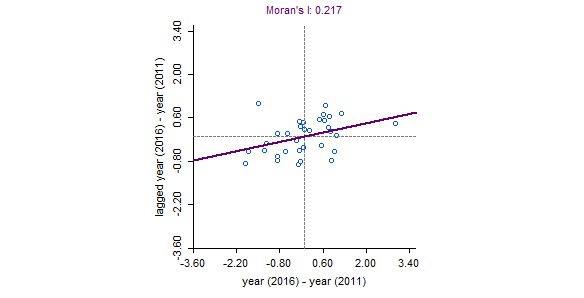 Moran's I: 0.217
3.40
2.00
0.60
-0.80
-2.20
-3.60
lagged year (2016) - year (2011)
-3.60 -2.20 -0.80 0.60 2.00 3.40
year (2016) - year (2011)